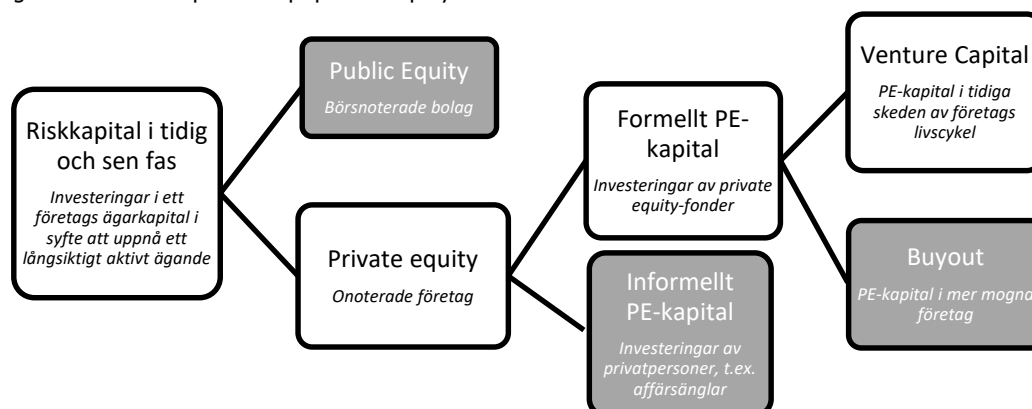 Public Equity
Börsnoterade bolag
Riskkapital i tidig
och sen fas
Investeringar i ett
företags ägarkapital i
syfte att uppnå ett
långsiktigt aktivt ägande
Private equity
Onoterade företag
Formellt PE-
kapital
Investeringar av private
equity-fonder
Informellt
PE-kapital
Investeringar av
privatpersoner, t.ex.
affärsänglar
Venture Capital
PE-kapital i tidiga
skeden av företags
livscykel
Buyout
PE-kapital i mer mogna
företag